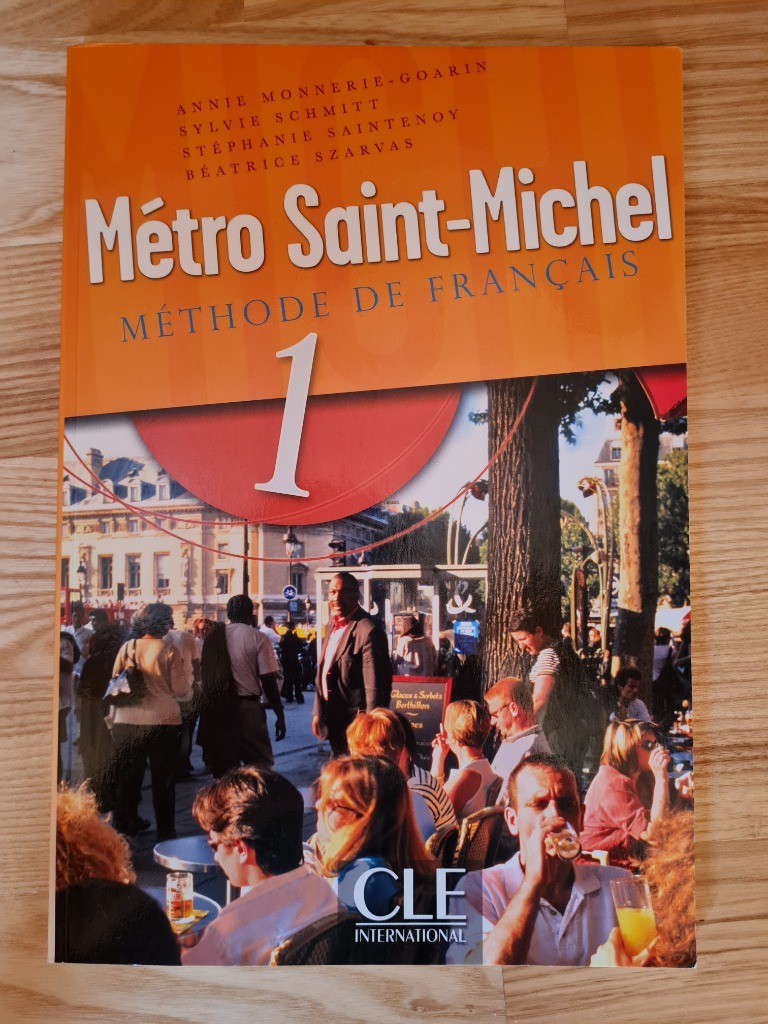 ANNIE MONNERIE-GOARIN
SYLVIE SCHMITT
STÉPHANIE SAINTENOY
BÉATRICE SZARVAS
Métro Saint-Michel
MÉTHODE DE FRANÇAIS
1
Glaces & Sorbets
Berthillon
CLE
INTERNATIONAL